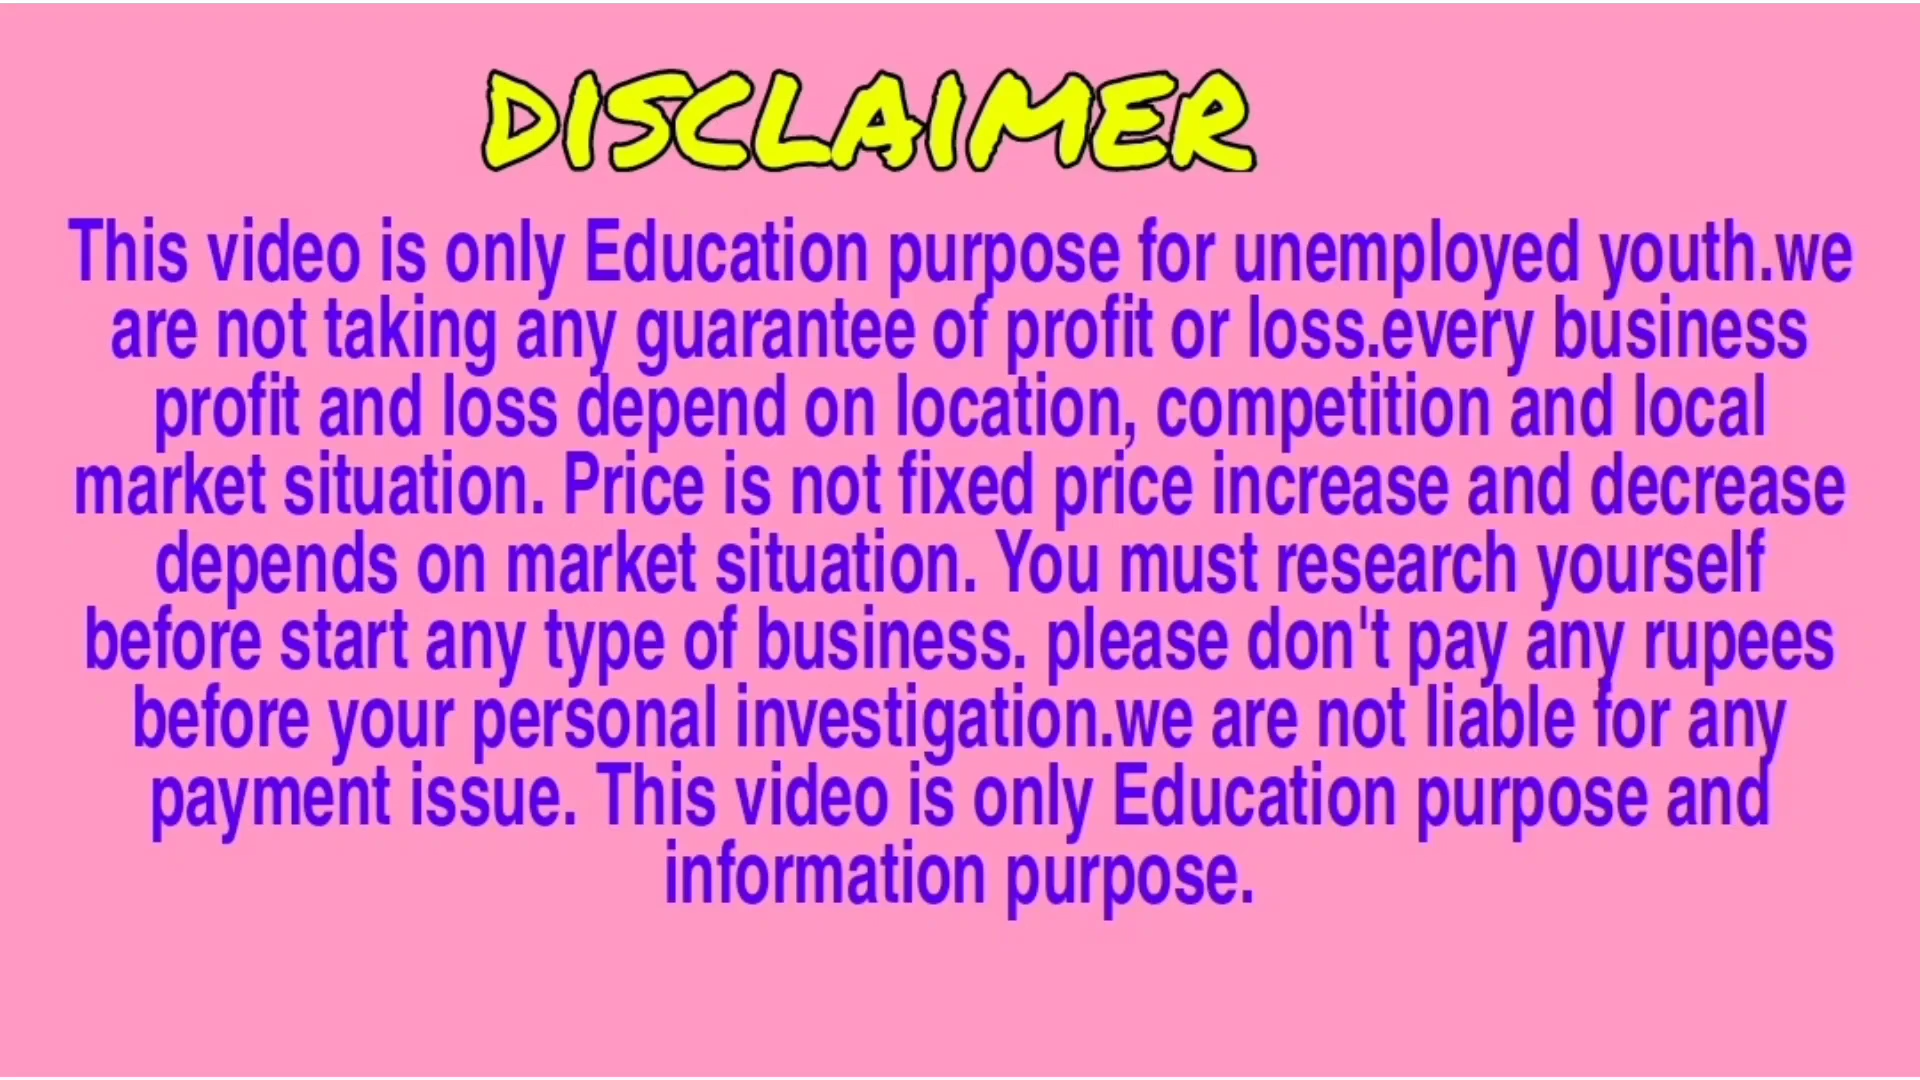 DISCLAIMER
This video is only Education purpose for unemployed youth.we
are not taking any guarantee of profit or loss.every business
profit and loss depend on location, competition and local
market situation. Price is not fixed price increase and decrease
depends on market situation. You must research yourself
before start any type of business. please don't pay any rupees
before your personal investigation.we are not liable for any
payment issue. This video is only Education purpose and
information purpose.